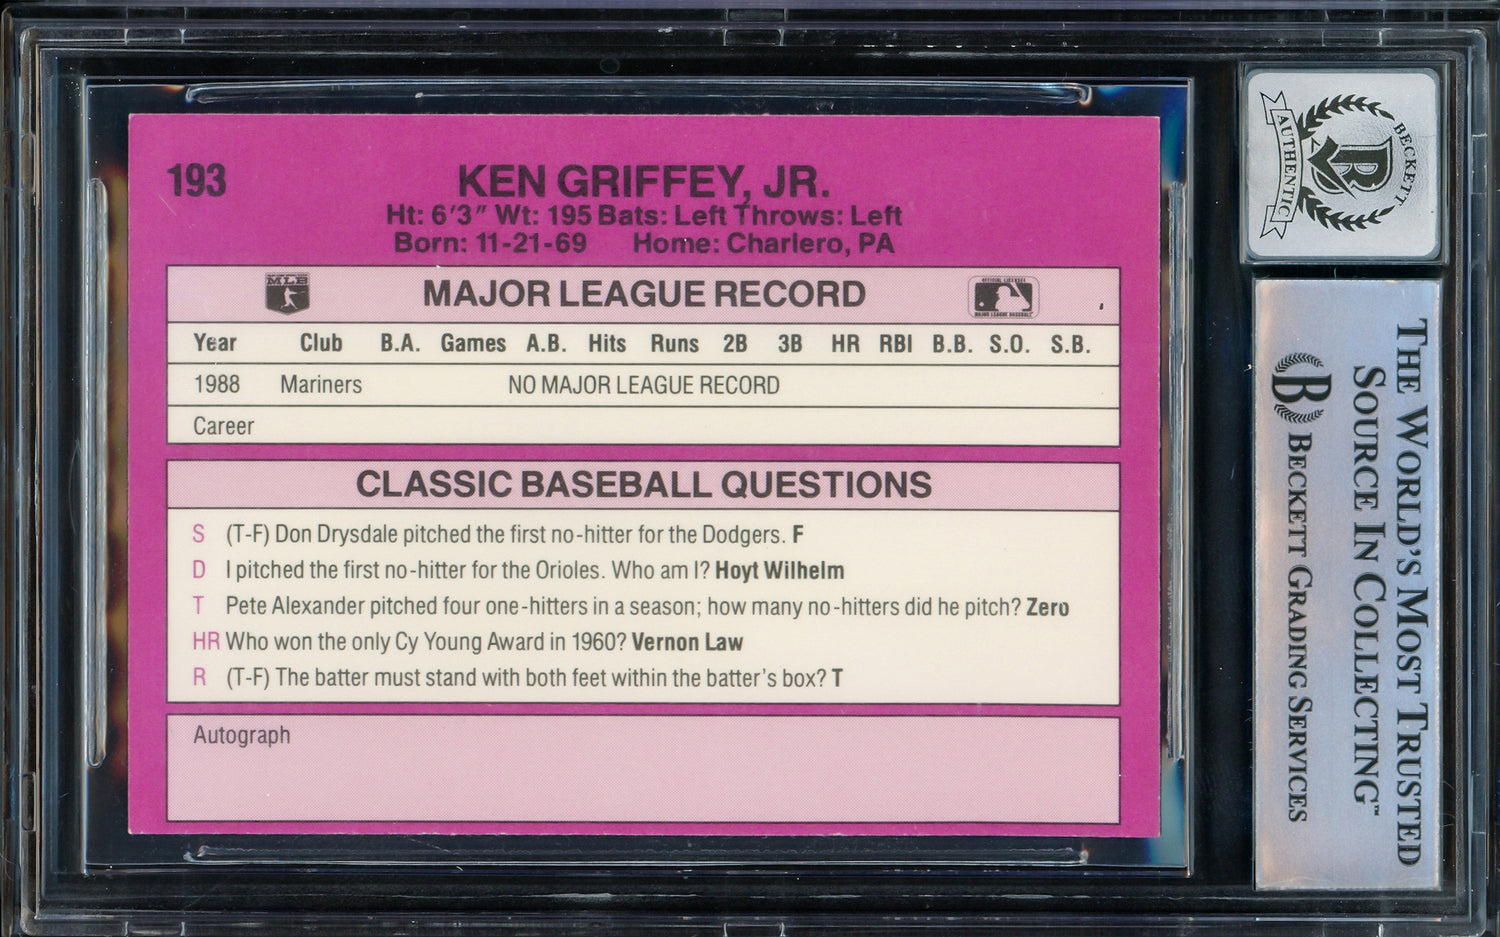 193
KEN GRIFFEY, JR.
Ht: 6'3" Wt: 195 Bats: Left Throws: Left
Born: 11-21-69 Home: Charlero, PA
MLB
MAJOR LEAGUE RECORD
OFFICIAL LICENSEE
MAJOR LEAGUE BASEBALL
Year Club B.A. Games A.B. Hits Runs 2B 3B HR RBI B.B. S.O. S.B.
1988 Mariners NO MAJOR LEAGUE RECORD
Career
CLASSIC BASEBALL QUESTIONS
S (T-F) Don Drysdale pitched the first no-hitter for the Dodgers. F
D I pitched the first no-hitter for the Orioles. Who am I? Hoyt Wilhelm
T Pete Alexander pitched four one-hitters in a season; how many no-hitters did he pitch? Zero
HR Who won the only Cy Young Award in 1960? Vernon Law
R (T-F) The batter must stand with both feet within the batter's box? T
Autograph
BECKETT
B
AUTHENTIC
THE WORLD'S MOST TRUSTED
SOURCE IN COLLECTING™
B BECKETT GRADING SERVICES